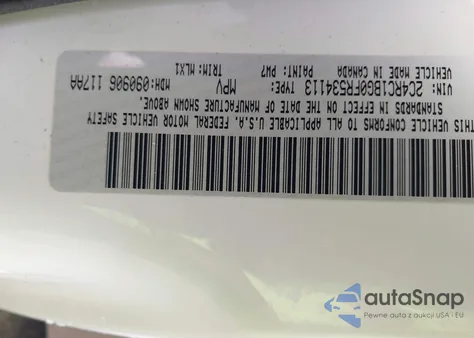 THIS VEHICLE CONFORMS TO ALL APPLICABLE U.S.A. FEDERAL MOTOR VEHICLE SAFETY
STANDARDS IN EFFECT ON THE DATE OF MANUFACTURE SHOWN ABOVE.
VIN: 2C4RC1BG0FR534113 TYPE: MPV MDH: 090906 117AA
VEHICLE MADE IN CANADA PAINT: PW7 TRIM: MLX1
autoSnap
Pewne auta z aukcji USA i EU